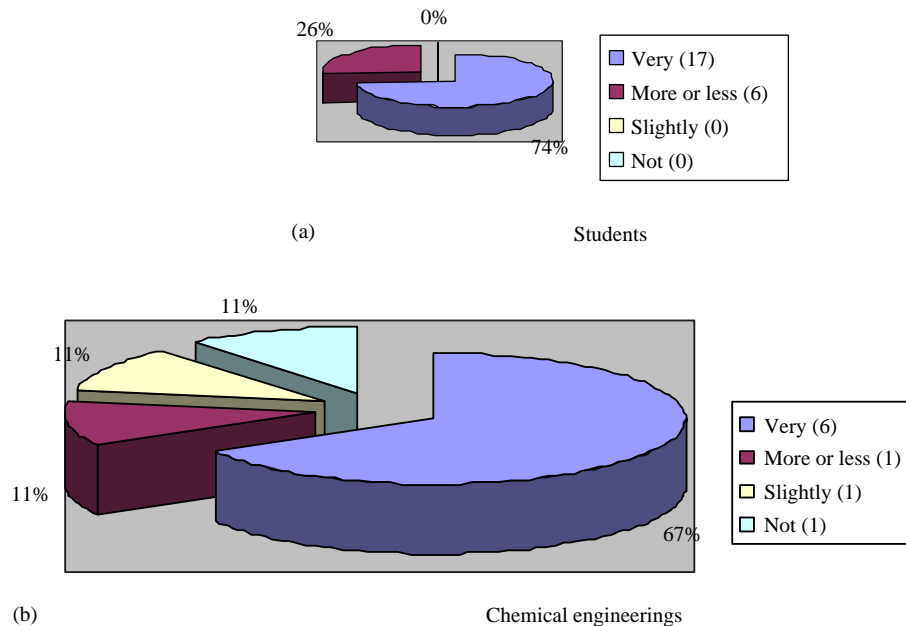 0%
26%
74%
Very (17)
More or less (6)
Slightly (0)
Not (0)
(a)
Students
11%
11%
11%
67%
Very (6)
More or less (1)
Slightly (1)
Not (1)
(b)
Chemical engineerings